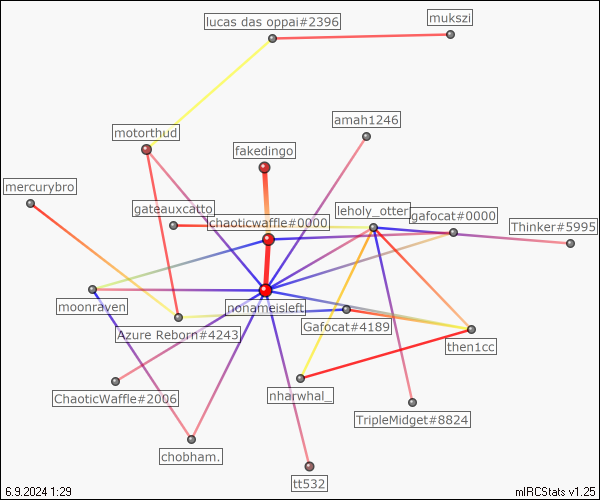 lucas das oppai#2396
mukszi
amah1246
motorthud
fakedingo
mercurybro
gateauxcatto
leholy_otter
gafocat#0000
chaoticwaffle#0000
Thinker#5995
moonraven
nonameisleft
Azure Reborn#4243
Gafocat#4189
then1cc
ChaoticWaffle#2006
nharwhal_
TripleMidget#8824
chobham.
tt532
6.9.2024 1:29
mIRCStats v1.25